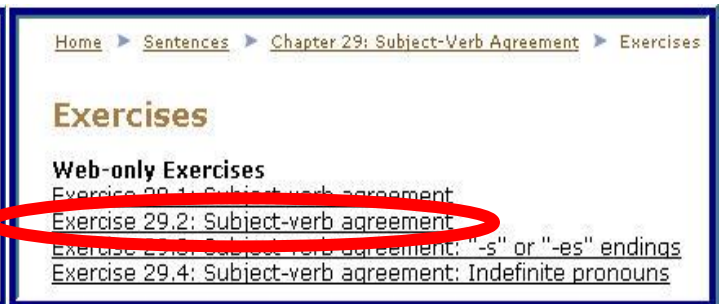 Home ► Sentences ► Chapter 29: Subject-Verb Agreement ► Exercises
Exercises
Web-only Exercises
Exercise 29.1: Subject-verb agreement
Exercise 29.2: Subject-verb agreement
Exercise 29.3: Subject-verb agreement: "-s" or "-es" endings
Exercise 29.4: Subject-verb agreement: Indefinite pronouns